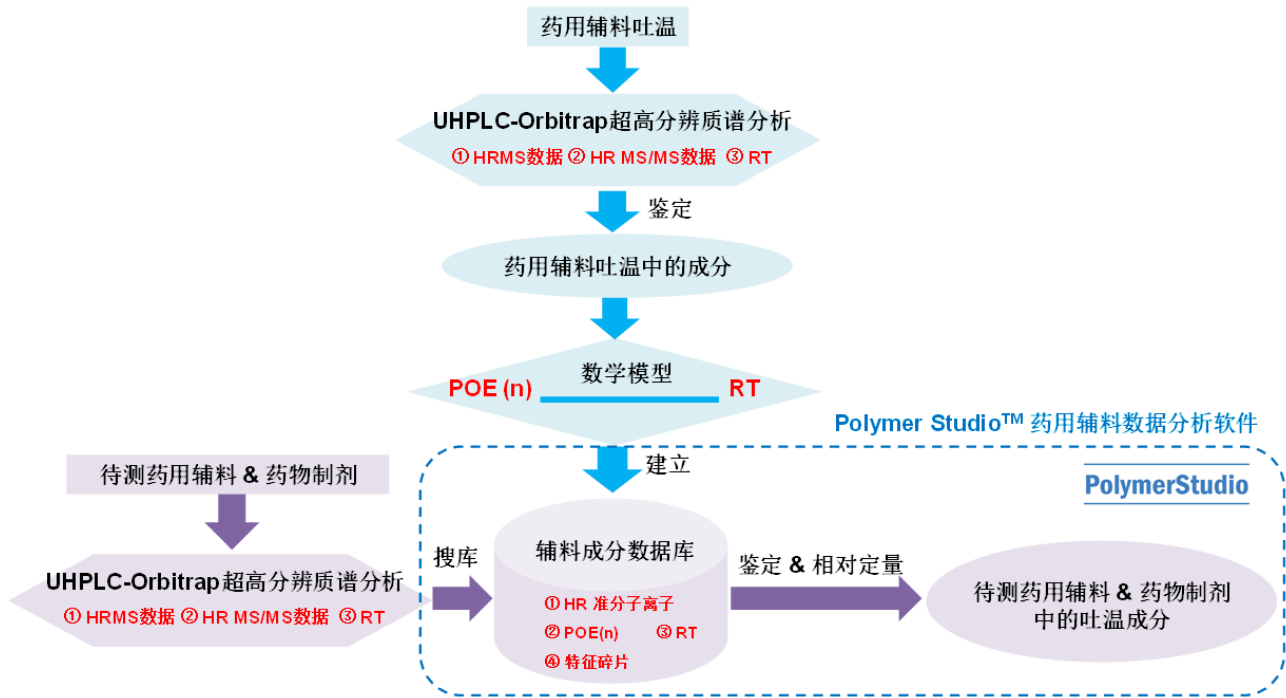 药用辅料吐温
UHPLC-Orbitrap超高分辨质谱分析
① HRMS数据 ② HR MS/MS数据 ③ RT
鉴定
药用辅料吐温中的成分
数学模型
POE (n) RT
Polymer Studio™ 药用辅料数据分析软件
建立
PolymerStudio
待测药用辅料 & 药物制剂
UHPLC-Orbitrap超高分辨质谱分析
① HRMS数据 ② HR MS/MS数据 ③ RT
搜库
辅料成分数据库
① HR 准分子离子
② POE(n) ③ RT
④ 特征碎片
鉴定 & 相对定量
待测药用辅料 & 药物制剂
中的吐温成分